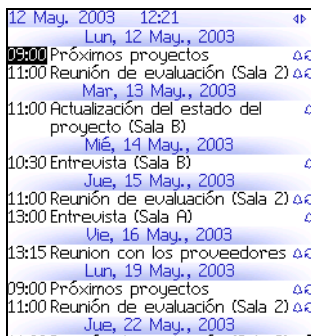 12 May. 2003 12:21
Lun, 12 May., 2003
09:00 Próximos proyectos
11:00 Reunión de evaluación (Sala 2)
Mar, 13 May., 2003
11:00 Actualización del estado del
proyecto (Sala B)
Mié, 14 May., 2003
10:30 Entrevista (Sala B)
Jue, 15 May., 2003
11:00 Reunión de evaluación (Sala 2)
13:00 Entrevista (Sala A)
Vie, 16 May., 2003
13:15 Reunion con los proveedores
Lun, 19 May., 2003
09:00 Próximos proyectos
11:00 Reunión de evaluación (Sala 2)
Jue, 22 May., 2003